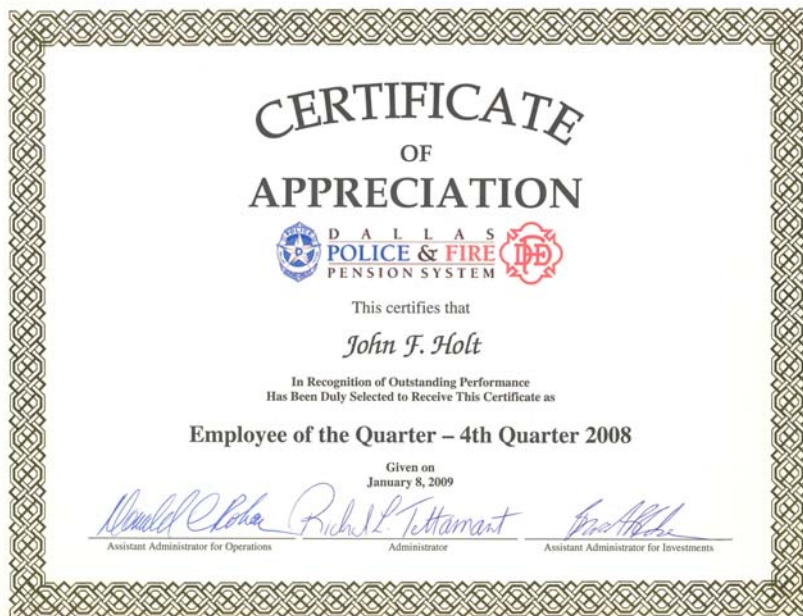 CERTIFICATE
OF
APPRECIATION
DALLAS
POLICE & FIRE
PENSION SYSTEM
This certifies that
John F. Holt
In Recognition of Outstanding Performance
Has Been Duly Selected to Receive This Certificate as
Employee of the Quarter – 4th Quarter 2008
Given on
January 8, 2009
Richard L. Tettamant
Assistant Administrator for Operations Administrator Assistant Administrator for Investments